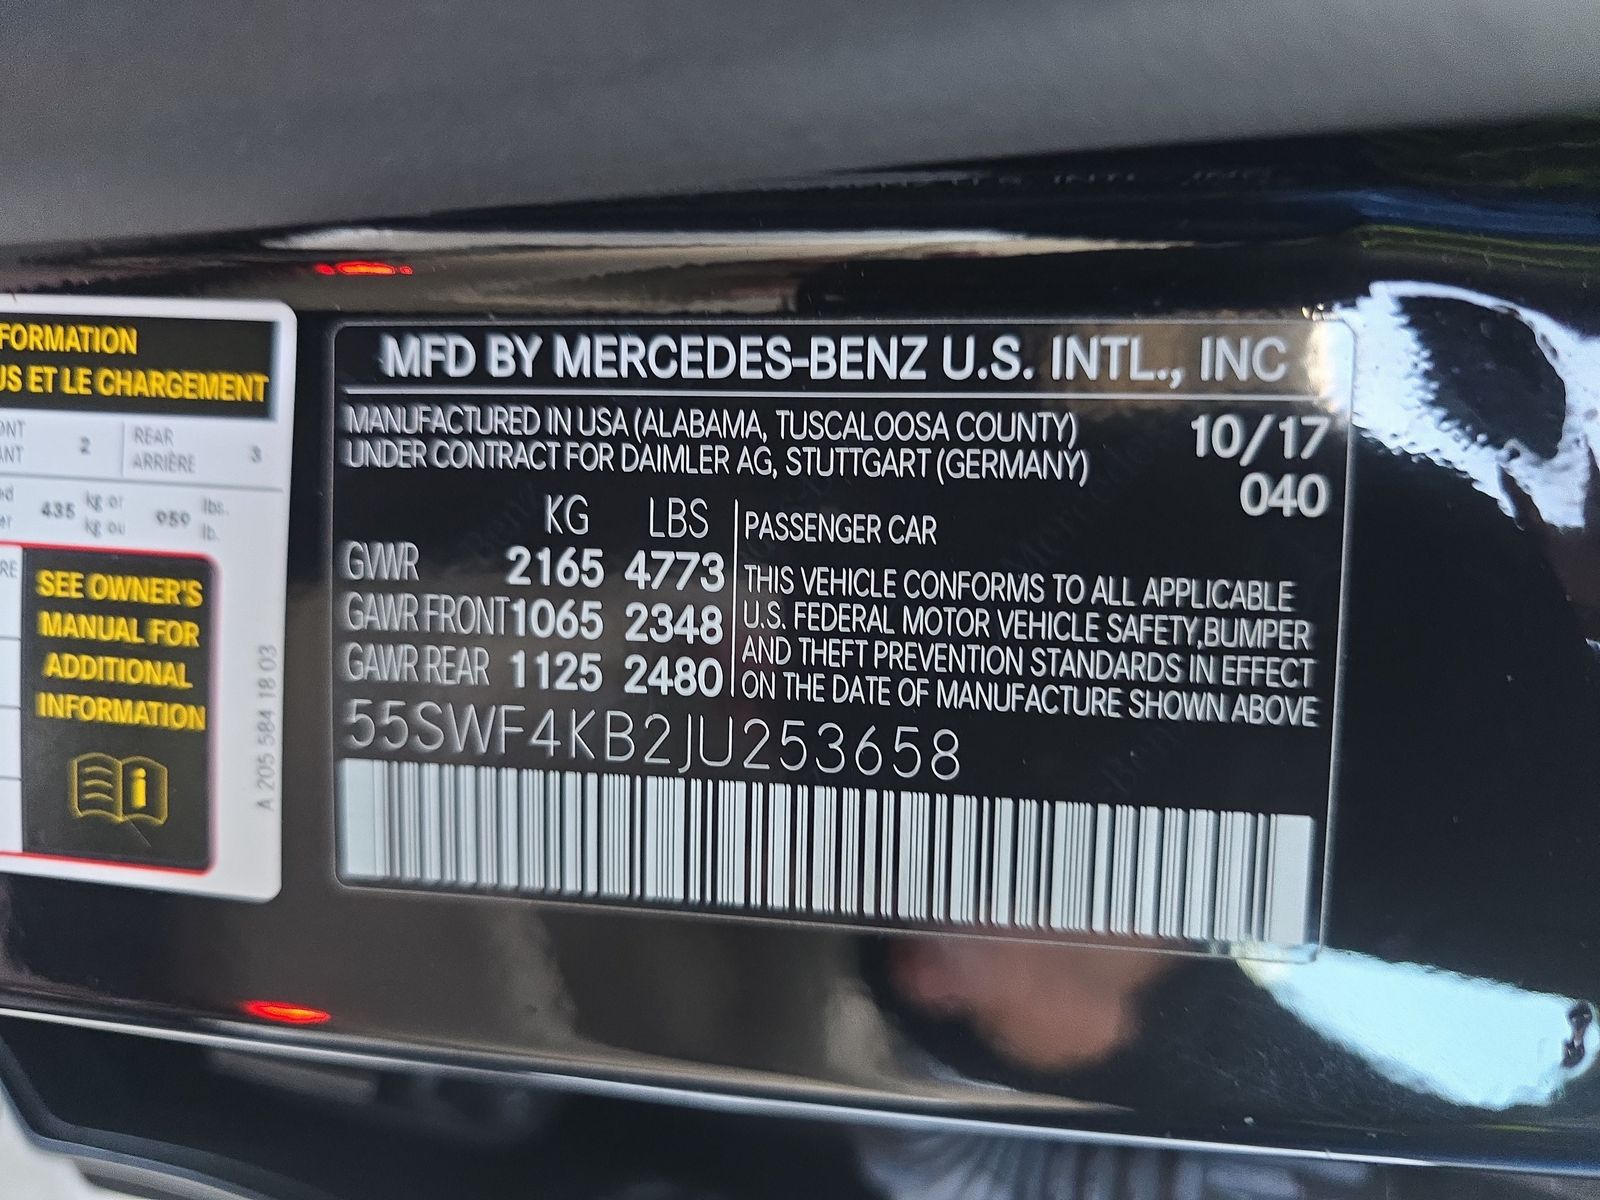 FORMATION
US ET LE CHARGEMENT
2
REAR
ARRIÈRE
3
435
kg or
kg ou
959
lbs.
lb.
SEE OWNER'S
MANUAL FOR
ADDITIONAL
INFORMATION
i
A 205 584 18 03
MFD BY MERCEDES-BENZ U.S. INTL., INC
MANUFACTURED IN USA (ALABAMA, TUSCALOOSA COUNTY)
UNDER CONTRACT FOR DAIMLER AG, STUTTGART (GERMANY)
10/17
040
KG LBS
GVWR 2165 4773
GAWR FRONT 1065 2348
GAWR REAR 1125 2480
PASSENGER CAR
THIS VEHICLE CONFORMS TO ALL APPLICABLE
U.S. FEDERAL MOTOR VEHICLE SAFETY,BUMPER
AND THEFT PREVENTION STANDARDS IN EFFECT
ON THE DATE OF MANUFACTURE SHOWN ABOVE
55SWF4KB2JU253658